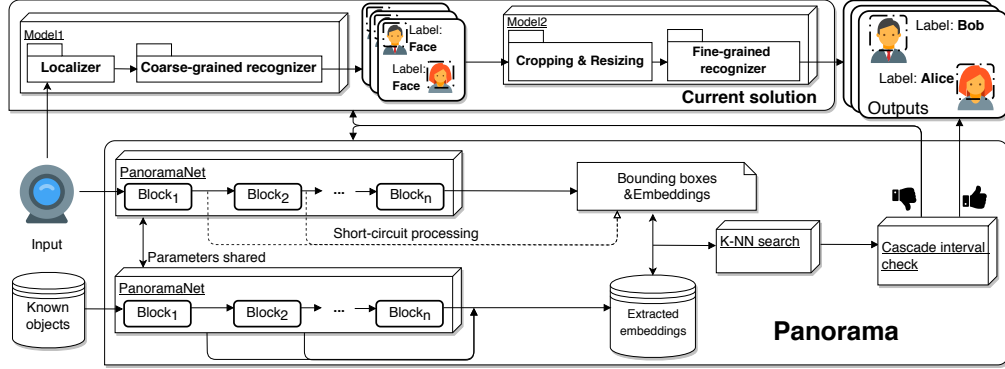 Model1
Localizer
Coarse-grained recognizer
Label:
Face
Label:
Face
Model2
Cropping & Resizing
Fine-grained
recognizer
Current solution
Label: Bob
Label: Alice
Outputs
Input
PanoramaNet
Block1
Block2
...
Blockn
Bounding boxes
&Embeddings
Short-circuit processing
Parameters shared
K-NN search
Cascade interval
check
Known
objects
PanoramaNet
Block1
Block2
...
Blockn
Extracted
embeddings
Panorama